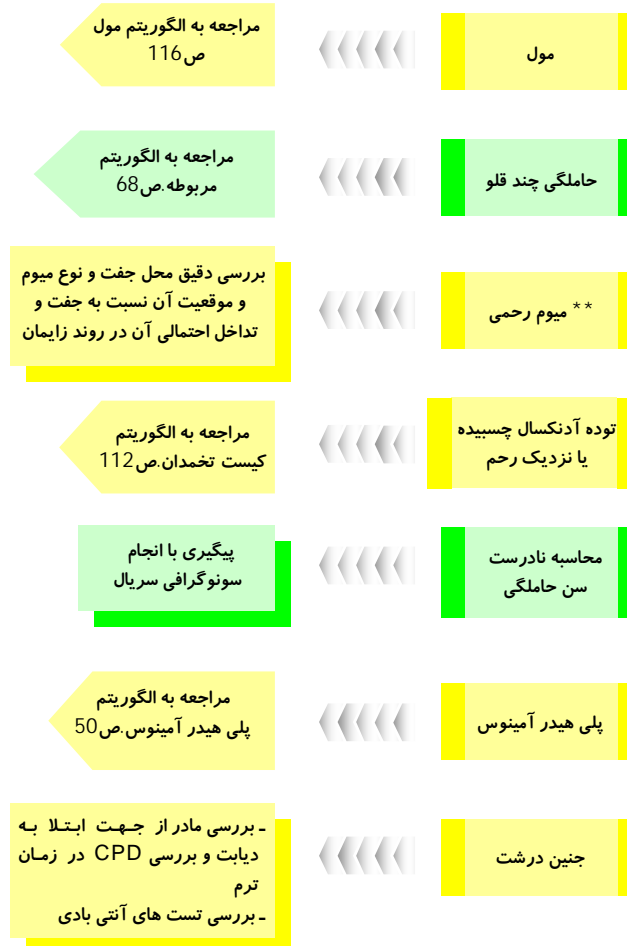 مول
مراجعه به الگوریتم مول
ص116
حاملگی چند قلو
مراجعه به الگوریتم
مربوطه.ص68
** میوم رحمی
بررسی دقیق محل جفت و نوع میوم
و موقعیت آن نسبت به جفت و
تداخل احتمالی آن در روند زایمان
توده آدنکسال چسبیده
یا نزدیک رحم
مراجعه به الگوریتم
کیست تخمدان.ص112
محاسبه نادرست
سن حاملگی
پیگیری با انجام
سونوگرافی سریال
پلی هیدر آمینوس
مراجعه به الگوریتم
پلی هیدر آمینوس.ص50
جنین درشت
ـ بررسی مادر از جهت ابتلا به
دیابت و بررسی CPD در زمان
ترم
ـ بررسی تست های آنتی بادی